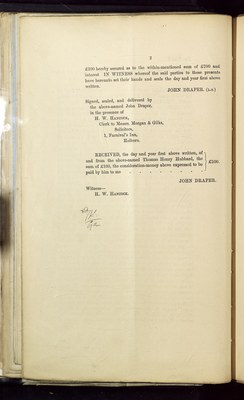 2
£600 hereby secured as to the within-mentioned sum of £700 and
interest IN WITNESS whereof the said parties to these presents
have hereunto set their hands and seals the day and year first above
written.
JOHN DRAPER. (L.S.)
Signed, sealed, and delivered by
the above-named John Draper,
in the presence of
H. W.
Clerk to Messrs. Morgan &
Solicitors,
1, Furnival's Inn,
Holborn.
RECEIVED, the day and year first above written, of
and from the above-named Thomas Henry Hubbard, the
sum of £100, the consideration-money above expressed to be
paid by him to me . . . . . . .
£100.
JOHN DRAPER.
Witness—
H. W.